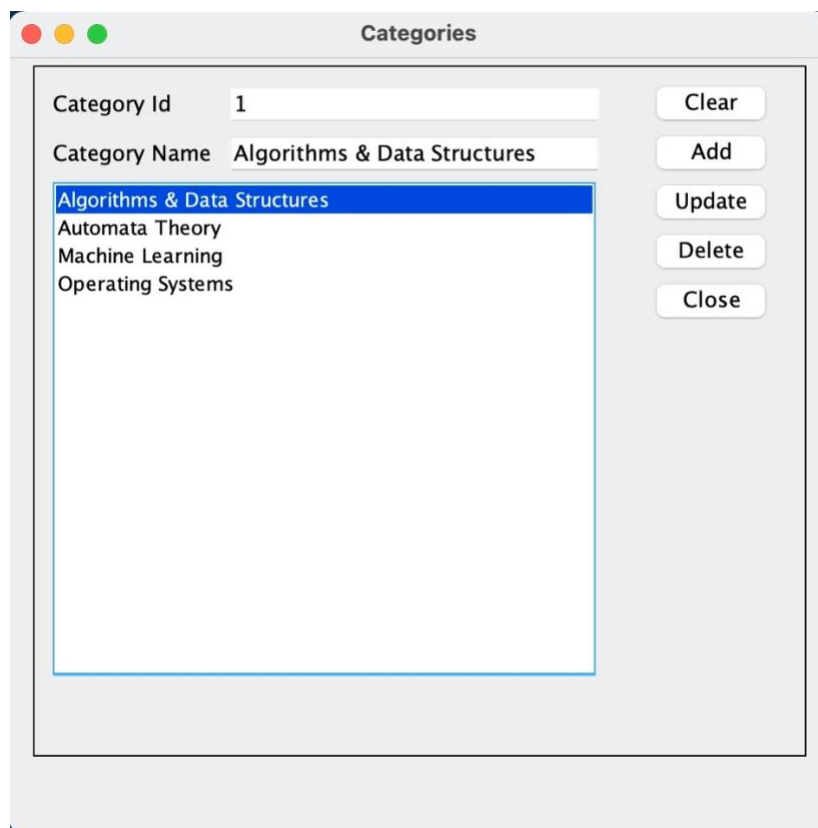 Categories
Category Id 1 Clear
Category Name Algorithms & Data Structures Add
Algorithms & Data Structures Update
Automata Theory
Machine Learning Delete
Operating Systems
Close